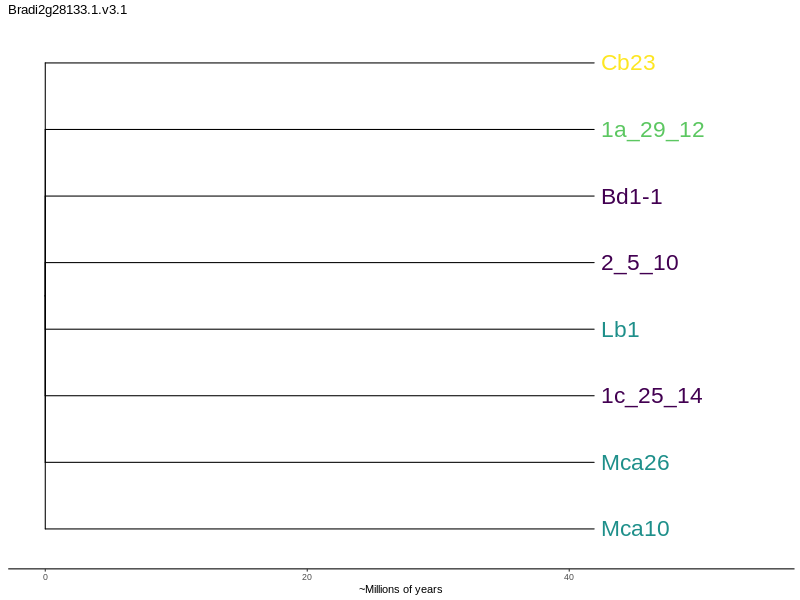 Bradi2g28133.1.v3.1
Cb23
1a_29_12
Bd1-1
2_5_10
Lb1
1c_25_14
Mca26
Mca10
0 20 40
~Millions of years